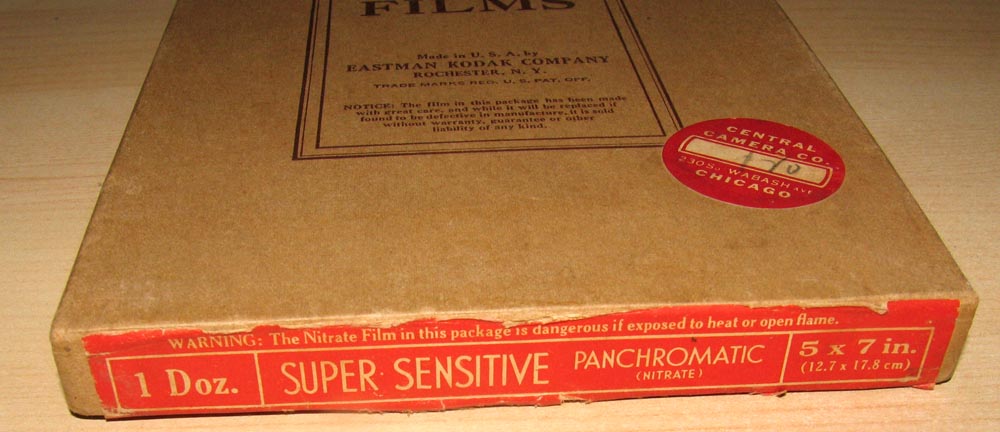 FILMS
Made in U. S. A. by
EASTMAN KODAK COMPANY
ROCHESTER, N. Y.
TRADE MARKS REG. U. S. PAT. OFF.
NOTICE: The film in this package has been made
with great care, and while it will be replaced if
found to be defective in manufacture, it is sold
without warranty, guarantee or other
liability of any kind.
CENTRAL
CAMERA CO.
230 So. WABASH AVE
CHICAGO
WARNING: The Nitrate Film in this package is dangerous if exposed to heat or open flame.
1 Doz.
SUPER SENSITIVE
PANCHROMATIC
(NITRATE)
5 x 7 in.
(12.7 x 17.8 cm)